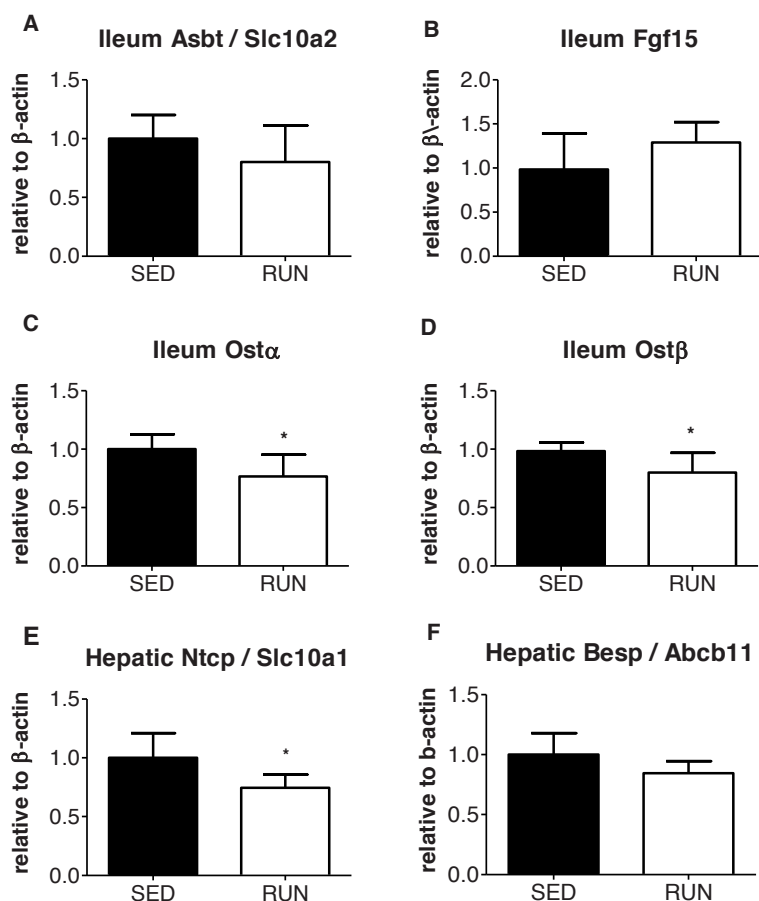 A
Ileum Asbt / Slc10a2
relative to β-actin
1.5
1.0
0.5
0.0
SED RUN
B
Ileum Fgf15
relative to β\-actin
2.0
1.5
1.0
0.5
0.0
SED RUN
C
Ileum Ostα
relative to β-actin
1.5
1.0
0.5
0.0
*
SED RUN
D
Ileum Ostβ
relative to β-actin
1.5
1.0
0.5
0.0
*
SED RUN
E
Hepatic Ntcp / Slc10a1
relative to β-actin
1.5
1.0
0.5
0.0
*
SED RUN
F
Hepatic Besp / Abcb11
relative to b-actin
1.5
1.0
0.5
0.0
SED RUN